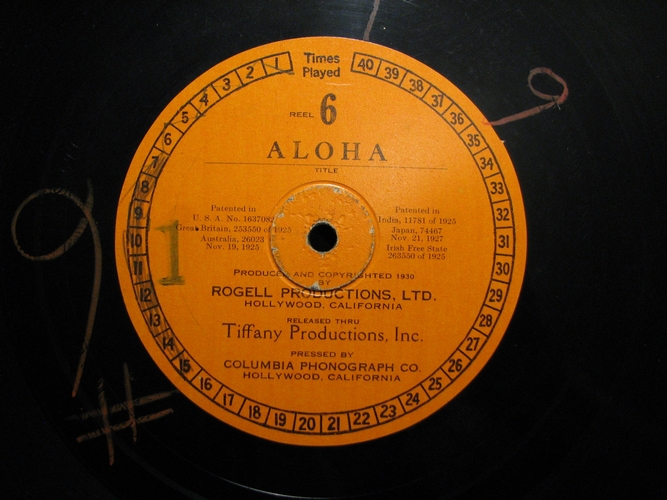 Times
Played
1 2 3 4 5 6 7 8 9 10 11 12 13 14 15 16 17 18 19 20 21 22 23 24 25 26 27 28 29 30 31 32 33 34 35 36 37 38 39 40
REEL 6
ALOHA
TITLE
Patented in
U. S. A. No. 1637082
Great Britain, 253550 of 1925
Australia, 26023
Nov. 19, 1925
Patented in
India, 11781 of 1925
Japan, 74467
Nov. 21, 1927
Irish Free State
263550 of 1925
1
PRODUCED AND COPYRIGHTED 1930
BY
ROGELL PRODUCTIONS, LTD.
HOLLYWOOD, CALIFORNIA
RELEASED THRU
Tiffany Productions, Inc.
PRESSED BY
COLUMBIA PHONOGRAPH CO.
HOLLYWOOD, CALIFORNIA
9
#